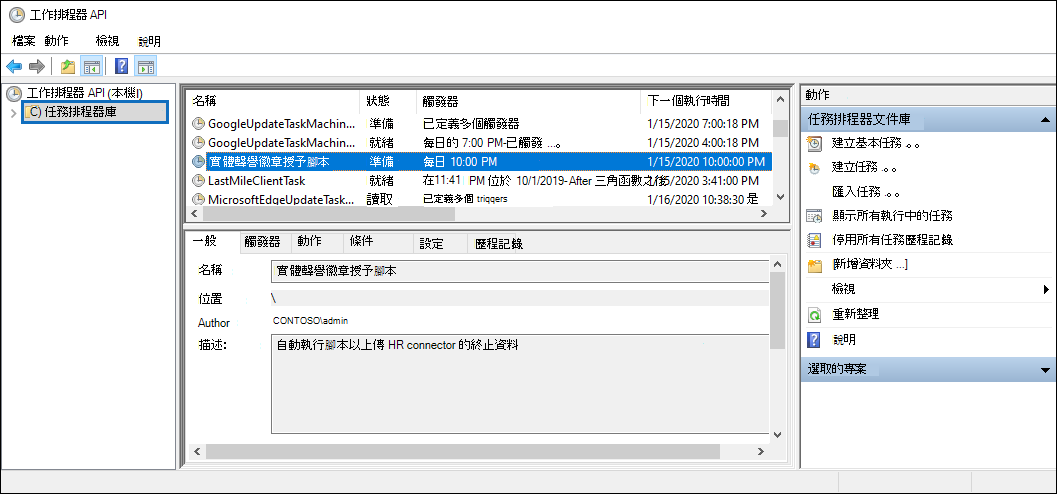 工作排程器 API
檔案 動作 檢視 說明
工作排程器 API (本機|)
C) 任務排程器庫
名稱 狀態 觸發器 下一個執行時間
GoogleUpdateTaskMachin... 準備 已定義多個觸發器 1/15/2020 7:00:18 PM
GoogleUpdateTaskMachin... 就緒 每日的 7:00 PM-已觸發 ...。 1/15/2020 4:00:18 PM
實體聲譽徽章授予腳本 準備 每日 10:00 PM 1/15/2020 10:00:00 PM
LastMileClientTask 就緒 在11:41 PM 位於 10/1/2019-After 三角函數之後 /5/2020 3:41:00 PM
MicrosoftEdgeUpdateTask... 讀取 已定義多個 triggers 1/16/2020 10:38:30 是
一般 觸發器 動作 條件 設定 歷程記錄
名稱 實體聲譽徽章授予腳本
位置 \
Author CONTOSO\admin
描述: 自動執行腳本以上傳 HR connector 的終止資料
動作
任務排程器文件庫
建立基本任務 。。
建立任務 。。
匯入任務 。。
顯示所有執行中的任務
停用所有任務歷程記錄
[新增資料夾 ...]
檢視
重新整理
說明
選取的專案